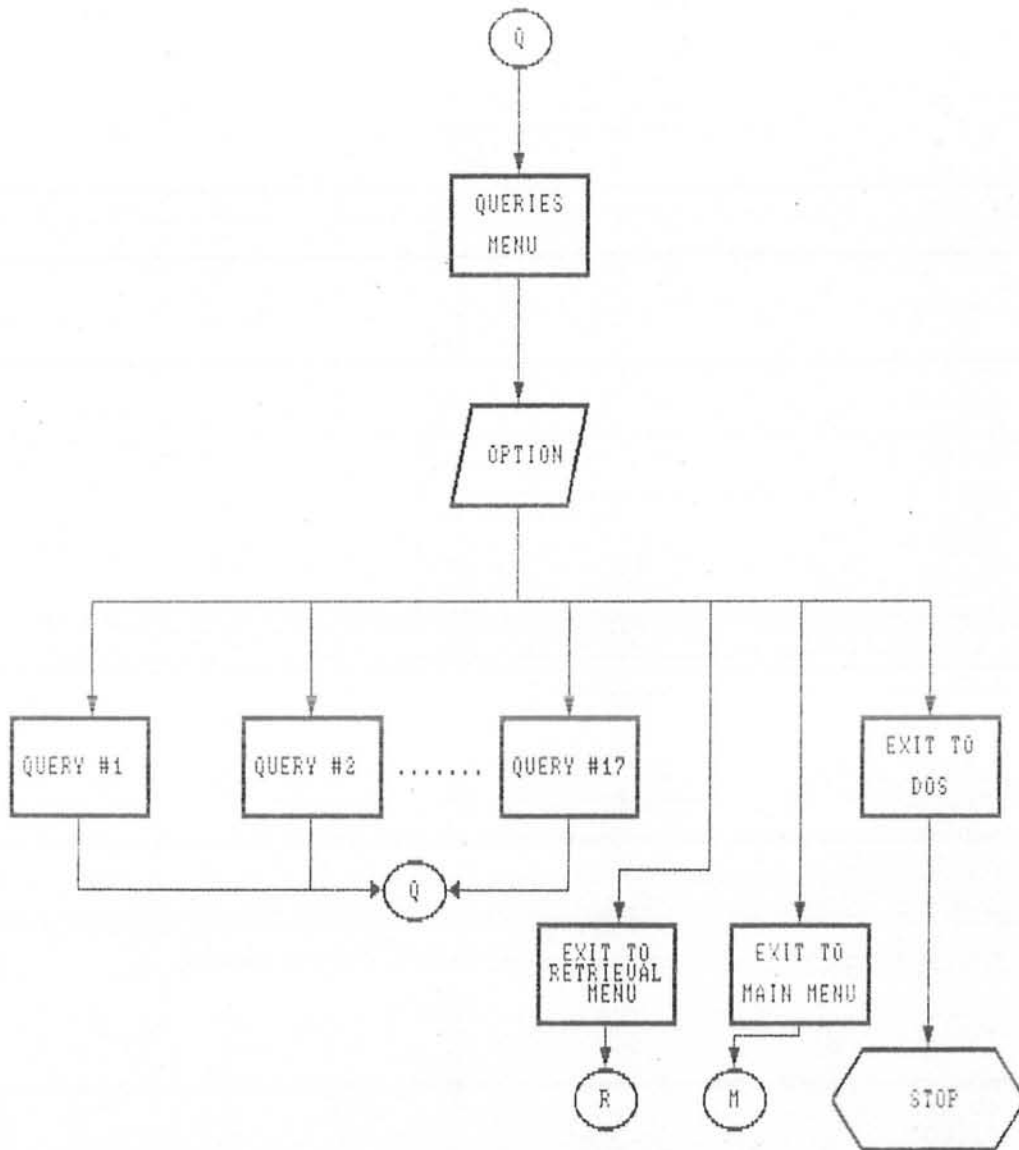 Q
QUERIES
MENU
OPTION
QUERY #1
QUERY #2
.......
QUERY #17
EXIT TO
DOS
Q
EXIT TO
RETRIEVAL
MENU
EXIT TO
MAIN MENU
R
M
STOP